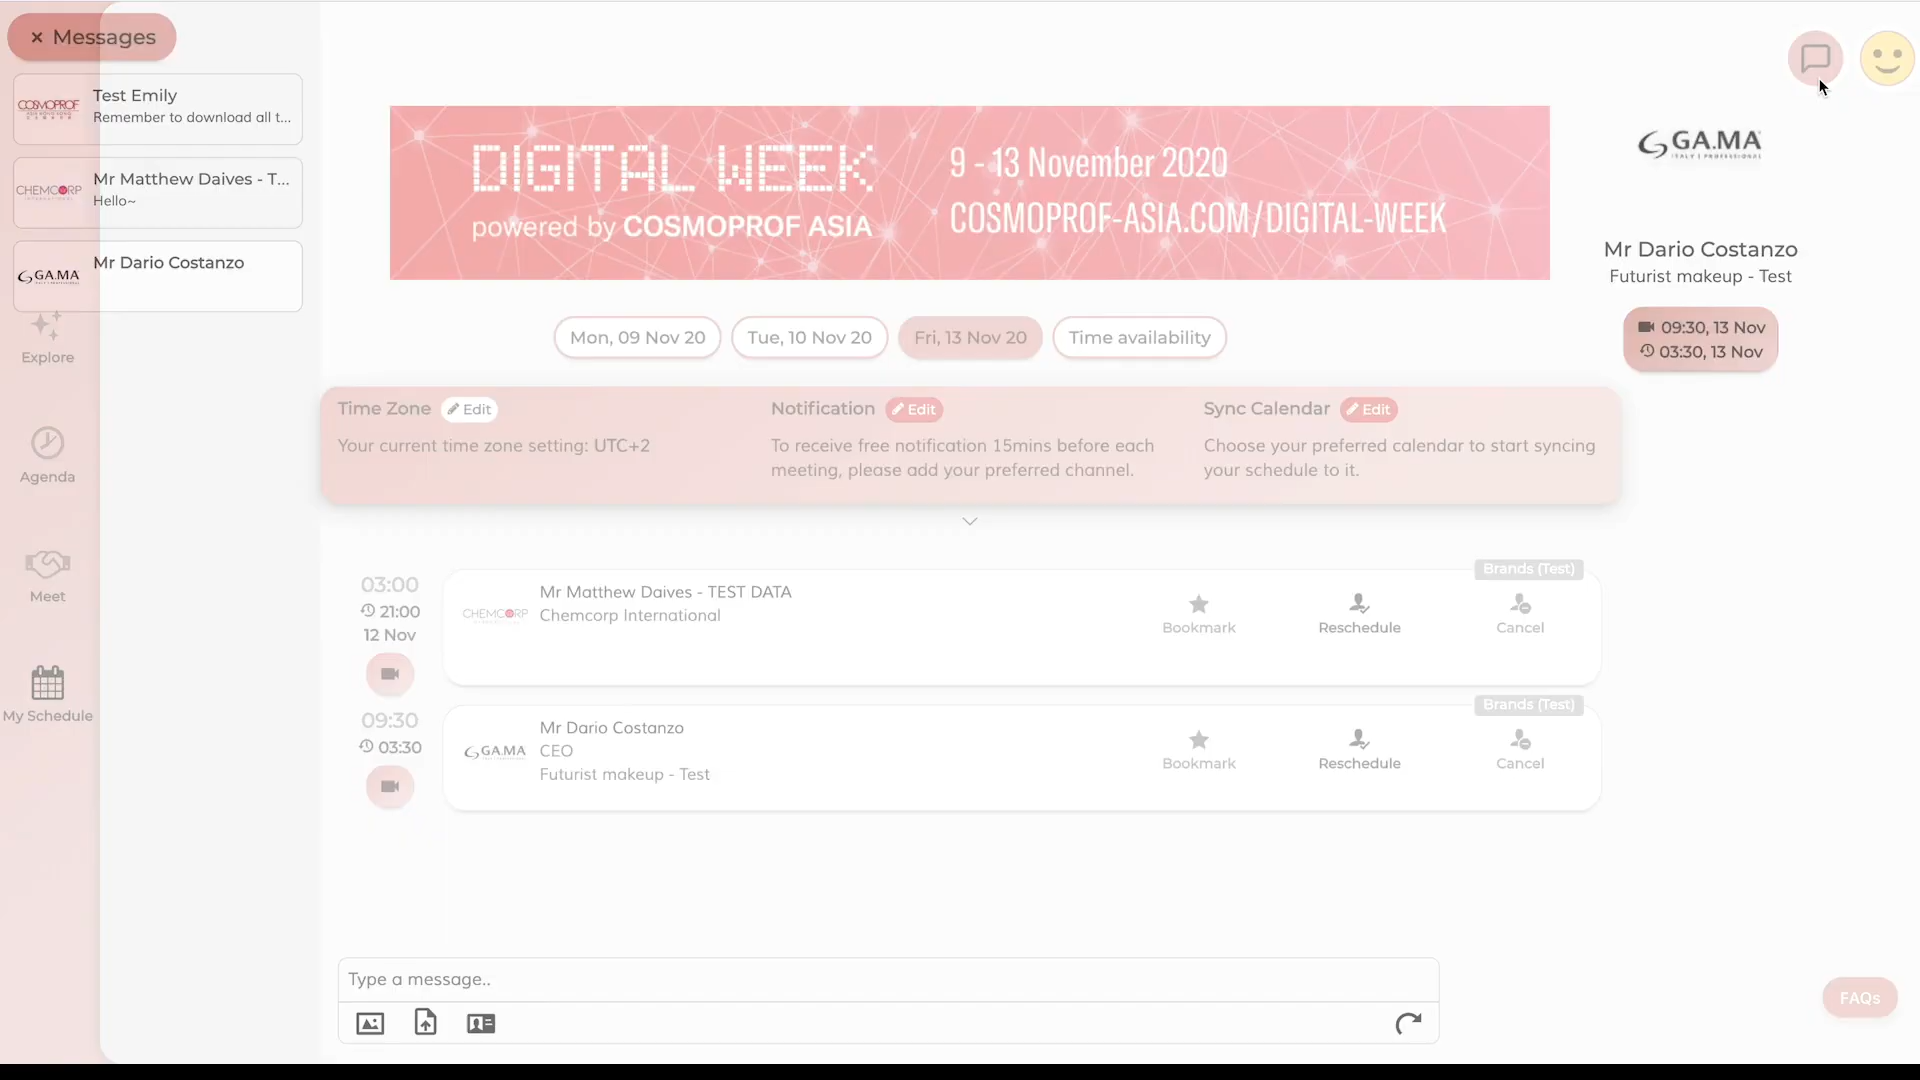 × Messages
COSMOPROF
Test Emily
Remember to download all t...
CHEMCORP
INTERNATIONAL
Mr Matthew Daives - T...
Hello~
GA.MA
Mr Dario Costanzo
Explore
Agenda
Meet
My Schedule
DIGITAL WEEK
powered by COSMOPROF ASIA
9 - 13 November 2020
COSMOPROF-ASIA.COM/DIGITAL-WEEK
Mon, 09 Nov 20
Tue, 10 Nov 20
Fri, 13 Nov 20
Time availability
Time Zone Edit
Your current time zone setting: UTC+2
Notification Edit
To receive free notification 15mins before each
meeting, please add your preferred channel.
Sync Calendar Edit
Choose your preferred calendar to start syncing
your schedule to it.
03:00
21:00
12 Nov
CHEMCORP
Mr Matthew Daives - TEST DATA
Chemcorp International
Brands (Test)
Bookmark
Reschedule
Cancel
09:30
03:30
GA.MA
Mr Dario Costanzo
CEO
Futurist makeup - Test
Brands (Test)
Bookmark
Reschedule
Cancel
Type a message..
GA.MA
ITALY | PROFESSIONAL
Mr Dario Costanzo
Futurist makeup - Test
09:30, 13 Nov
03:30, 13 Nov
FAQs